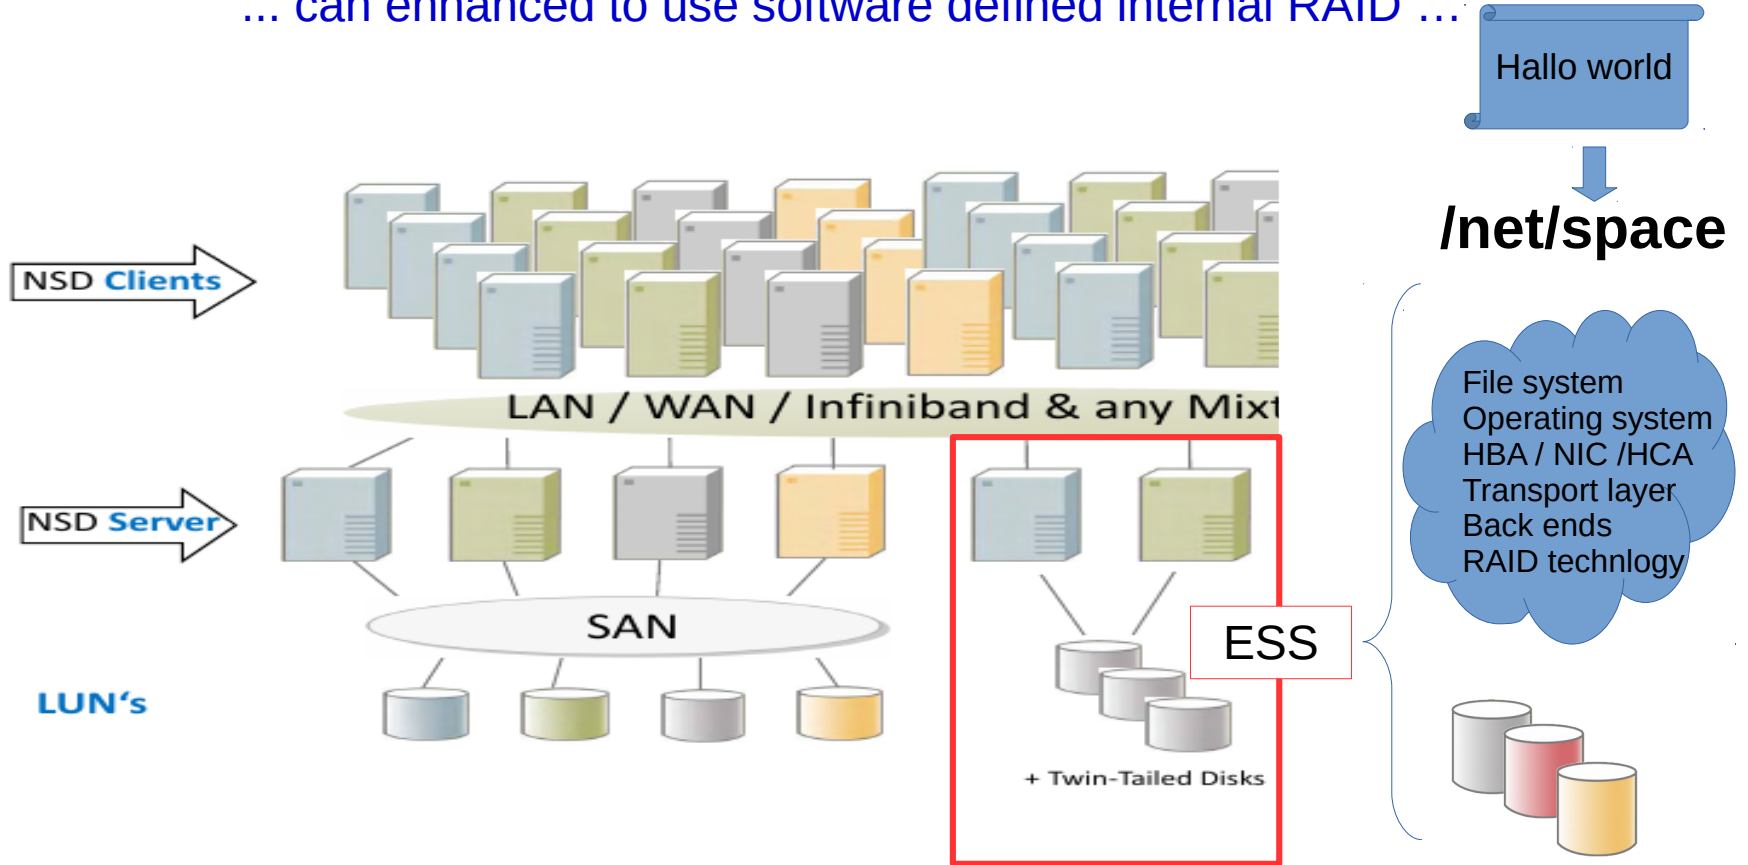 ... can enhanced to use software defined internal RAID …
Hallo world
/net/space
NSD Clients
LAN / WAN / Infiniband & any Mixt
NSD Server
SAN
LUN‘s
ESS
+ Twin-Tailed Disks
File system
Operating system
HBA / NIC /HCA
Transport layer
Back ends
RAID technlogy